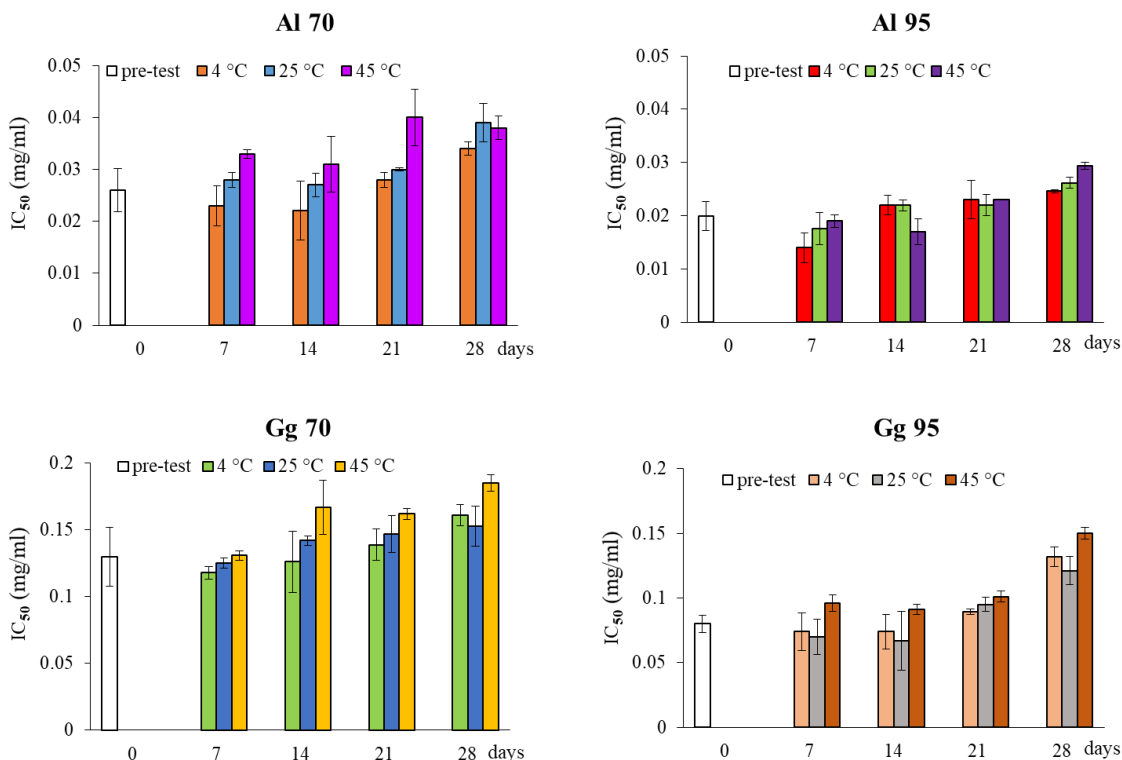 Al 70
pre-test 4 °C 25 °C 45 °C
IC50 (mg/ml)
0.05
0.04
0.03
0.02
0.01
0
0 7 14 21 28 days
Al 95
pre-test 4 °C 25 °C 45 °C
IC50 (mg/ml)
0.05
0.04
0.03
0.02
0.01
0
0 7 14 21 28 days
Gg 70
pre-test 4 °C 25 °C 45 °C
IC50 (mg/ml)
0.2
0.15
0.1
0.05
0
0 7 14 21 28 days
Gg 95
pre-test 4 °C 25 °C 45 °C
IC50 (mg/ml)
0.2
0.15
0.1
0.05
0
0 7 14 21 28 days